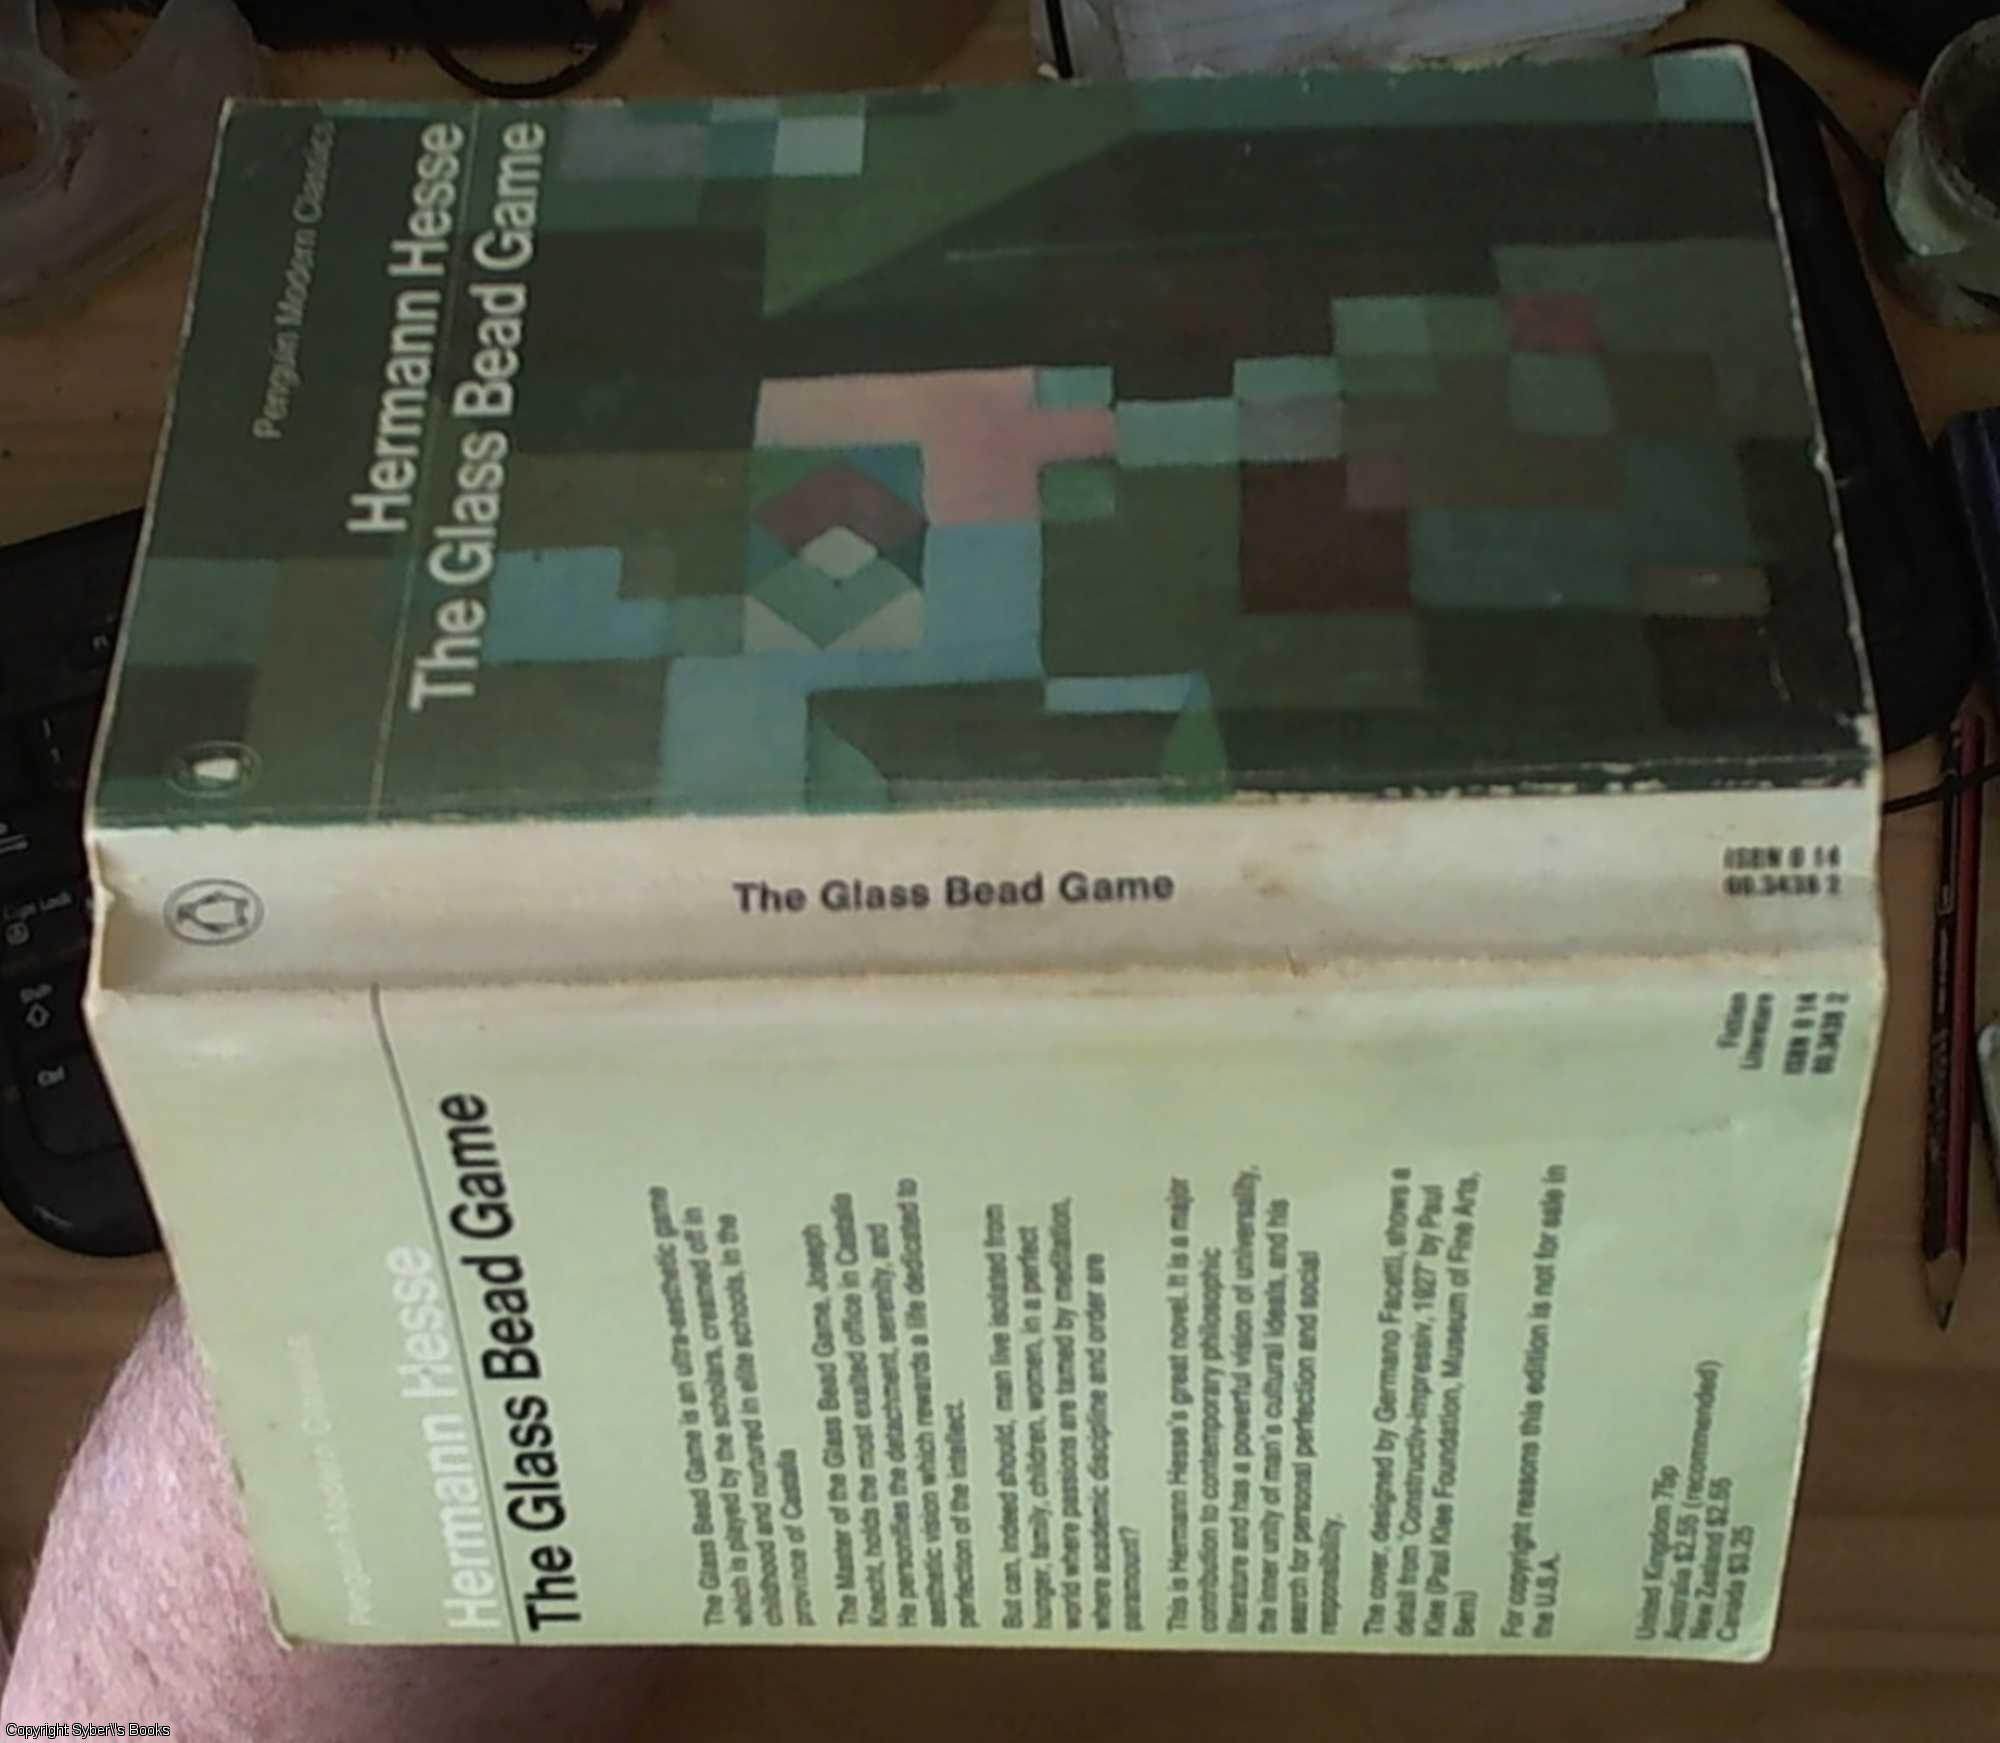 Penguin Modern Classics
Hermann Hesse
The Glass Bead Game
The Glass Bead Game
ISBN 0 14
00.3438 2
Penguin Modern Classics
Hermann Hesse
The Glass Bead Game
The Glass Bead Game is an ultra-aesthetic game
which is played by the scholars, creamed off in
childhood and nurtured in elite schools, in the
province of Castalia
The Master of the Glass Bead Game, Joseph
Knecht, holds the most exalted office in Castalia
He personifies the detachment, serenity, and
aesthetic vision which rewards a life dedicated to
perfection of the intellect.
But can, indeed should, man live isolated from
hunger, family, children, women, in a perfect
world where passions are tamed by meditation,
where academic discipline and order are
paramount?
This is Hermann Hesse's great novel. It is a major
contribution to contemporary philosophic
literature and has a powerful vision of universality,
the inner unity of man's cultural ideals, and his
search for personal perfection and social
responsibility.
The cover, designed by Germano Facetti, shows a
detail from 'Constructiv-impressiv, 1927' by Paul
Klee (Paul Klee Foundation, Museum of Fine Arts,
Bern)
For copyright reasons this edition is not for sale in
the U.S.A.
United Kingdom 75p
Australia $2.55 (recommended)
New Zealand $2.55
Canada $3.25
Fiction
Literature
ISBN 0 14
00.3438 2
Copyright Syber\'s Books